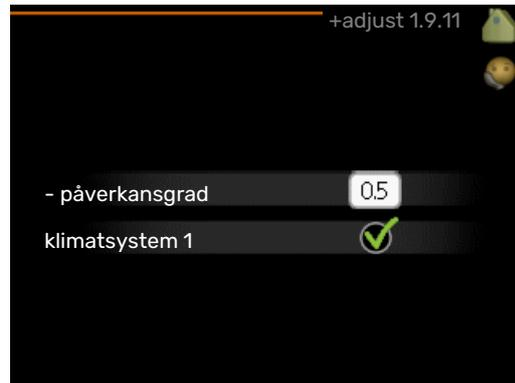 +adjust 1.9.11
- påverkansgrad 0.5
klimatsystem 1